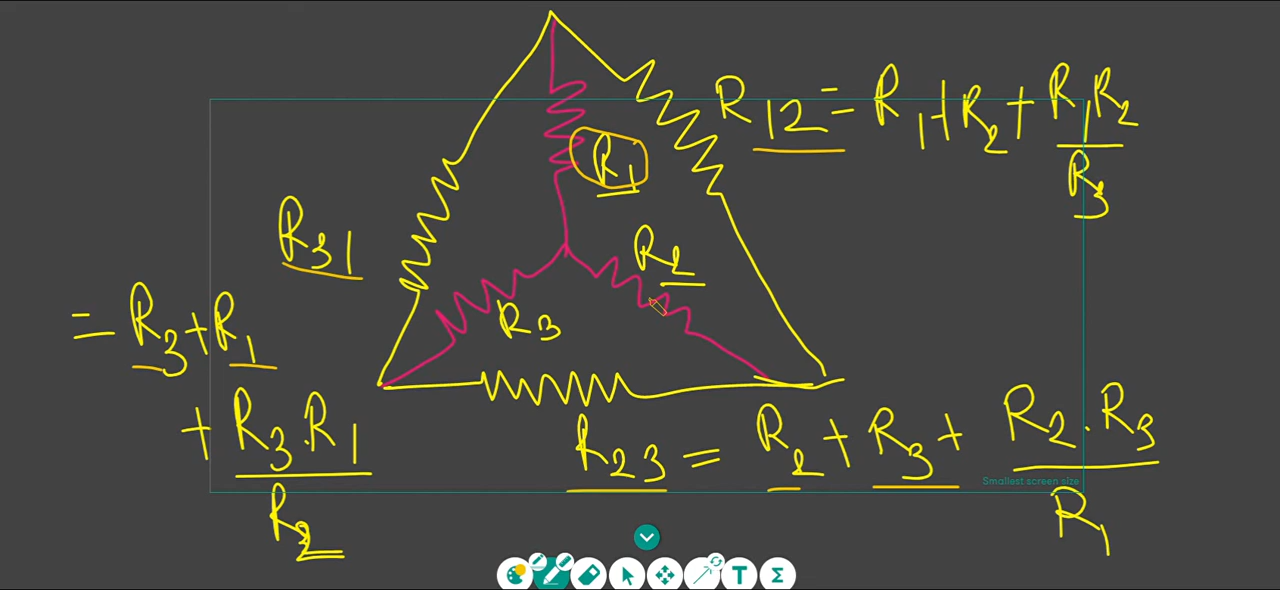 R12 = R1 + R2 + R1R2 / R3
R1
R31
R2
= R3 + R1
+ R3.R1 / R2
R3
R23 = R2 + R3 + R2.R3 / R1
Smallest screen size
T Σ